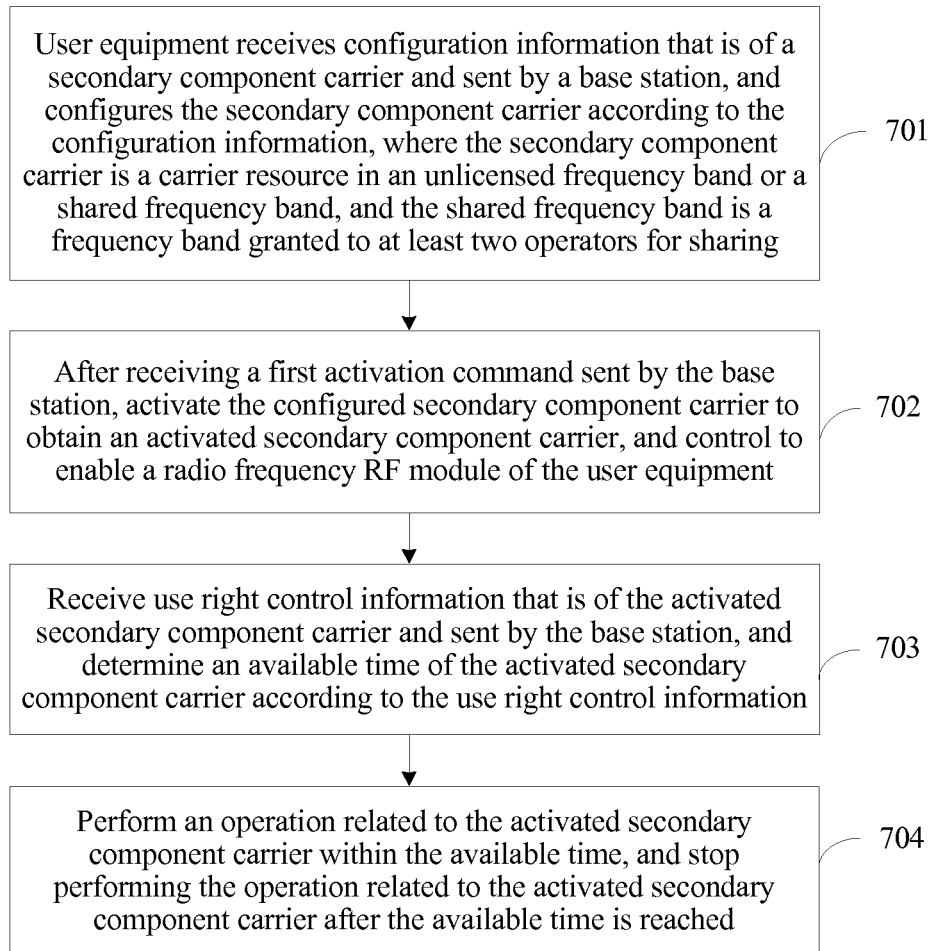 User equipment receives configuration information that is of a
secondary component carrier and sent by a base station, and
configures the secondary component carrier according to the
configuration information, where the secondary component
carrier is a carrier resource in an unlicensed frequency band or a
shared frequency band, and the shared frequency band is a
frequency band granted to at least two operators for sharing
701
After receiving a first activation command sent by the base
station, activate the configured secondary component carrier to
obtain an activated secondary component carrier, and control to
enable a radio frequency RF module of the user equipment
702
Receive use right control information that is of the activated
secondary component carrier and sent by the base station, and
determine an available time of the activated secondary
component carrier according to the use right control information
703
Perform an operation related to the activated secondary
component carrier within the available time, and stop
performing the operation related to the activated secondary
component carrier after the available time is reached
704